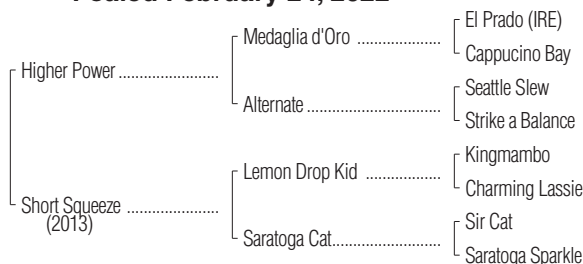 Foaled February 24, 2022
El Prado (IRE)
Medaglia d'Oro ....................
Cappucino Bay
Higher Power ........................
Seattle Slew
Alternate ................................
Strike a Balance
Kingmambo
Lemon Drop Kid ..................
Charming Lassie
Short Squeeze ......................
(2013)
Sir Cat
Saratoga Cat.........................
Saratoga Sparkle